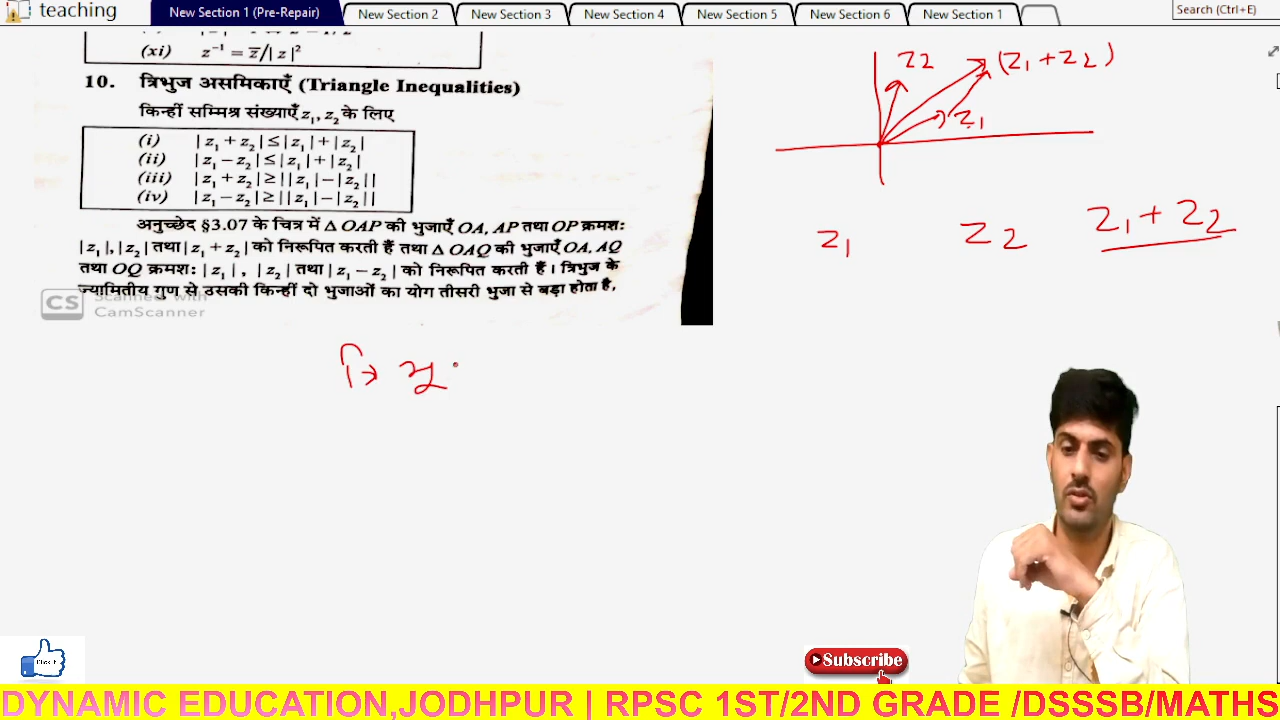 teaching
New Section 1 (Pre-Repair)
New Section 2
New Section 3
New Section 4
New Section 5
New Section 6
New Section 1
Search (Ctrl+E)
(xi) z⁻¹ = z̅/|z|²
10. त्रिभुज असमिकाएँ (Triangle Inequalities)
किन्हीं सम्मिश्र संख्याएँ z₁, z₂ के लिए
(i) |z₁ + z₂| ≤ |z₁| + |z₂|
(ii) |z₁ − z₂| ≤ |z₁| + |z₂|
(iii) |z₁ + z₂| ≥ ||z₁| − |z₂||
(iv) |z₁ − z₂| ≥ ||z₁| − |z₂||
अनुच्छेद §3.07 के चित्र में Δ OAP की भुजाएँ OA, AP तथा OP क्रमशः
|z₁|, |z₂| तथा |z₁ + z₂| को निरूपित करती हैं तथा Δ OAQ की भुजाएँ OA, AQ
तथा OQ क्रमशः |z₁|, |z₂| तथा |z₁ − z₂| को निरूपित करती हैं। त्रिभुज के
ज्यामितीय गुण से उसकी किन्हीं दो भुजाओं का योग तीसरी भुजा से बड़ा होता है,
CS Scanned with
CamScanner
z2
(z1+z2)
z1
z1 z2 z1+z2
त्रिभु
Click it
Subscribe
DYNAMIC EDUCATION,JODHPUR | RPSC 1ST/2ND GRADE /DSSSB/MATHS